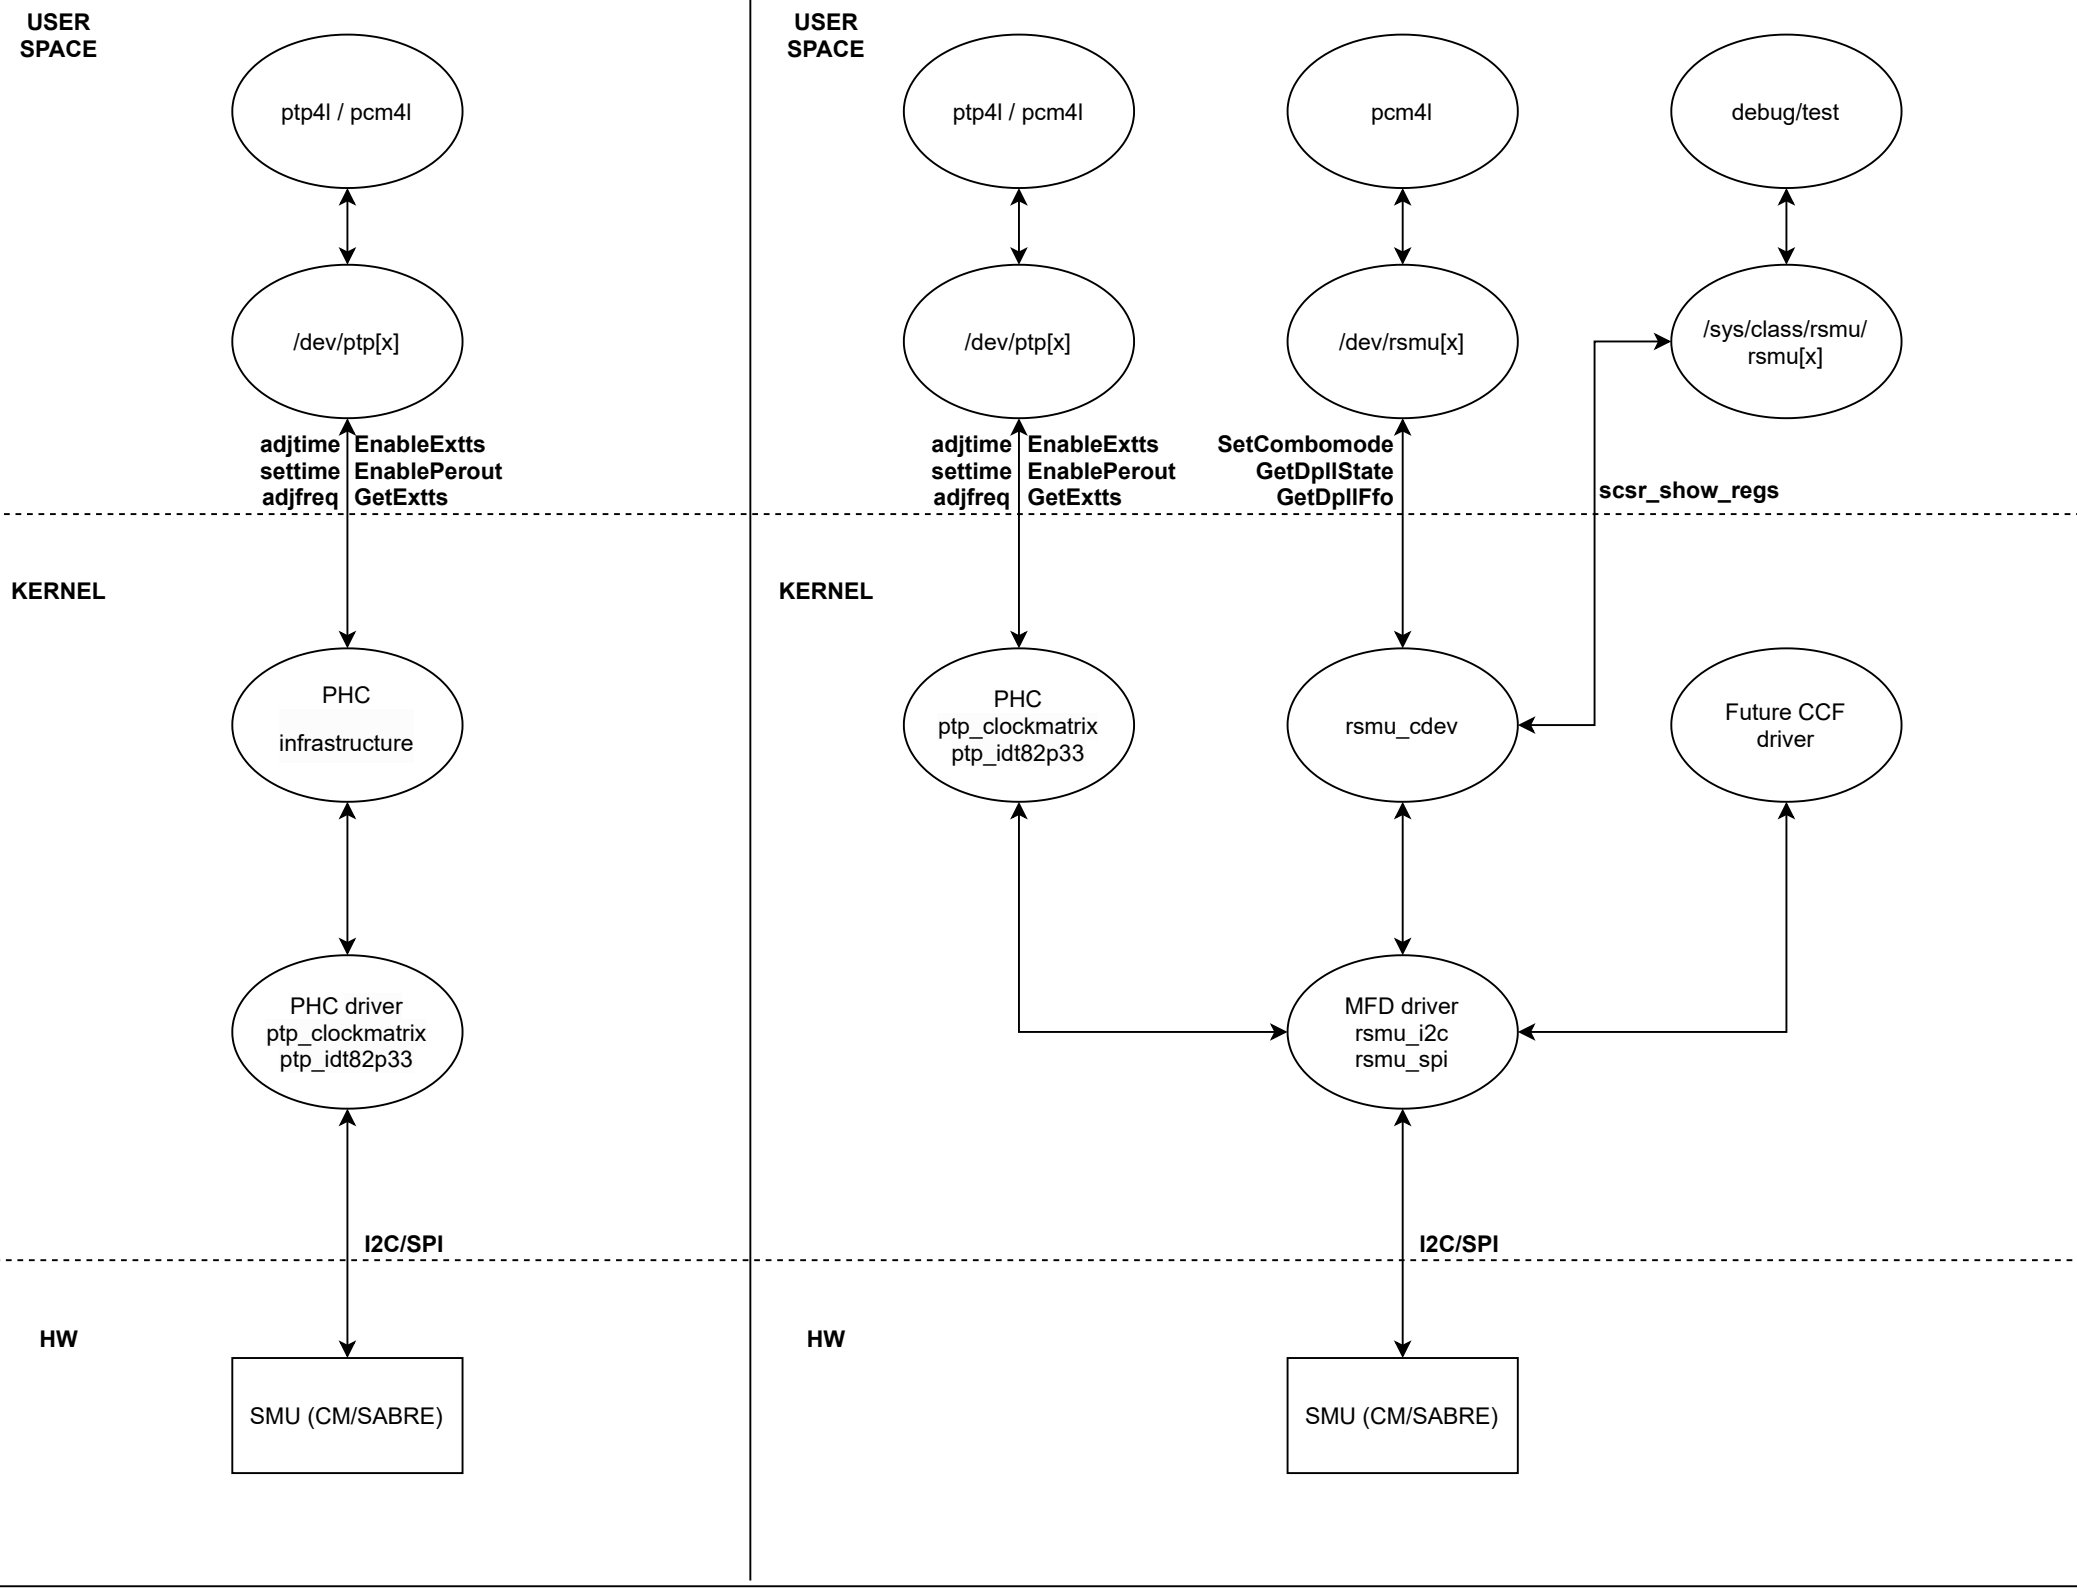 USER
SPACE
ptp4l / pcm4l
/dev/ptp[x]
adjtime EnableExtts
settime EnablePerout
adjfreq GetExtts
KERNEL
PHC
infrastructure
PHC driver
ptp_clockmatrix
ptp_idt82p33
I2C/SPI
HW
SMU (CM/SABRE)
USER
SPACE
ptp4l / pcm4l
pcm4l
debug/test
/dev/ptp[x]
/dev/rsmu[x]
/sys/class/rsmu/
rsmu[x]
adjtime EnableExtts
settime EnablePerout
adjfreq GetExtts
SetCombomode
GetDpllState
GetDpllFfo
scsr_show_regs
KERNEL
PHC
ptp_clockmatrix
ptp_idt82p33
rsmu_cdev
Future CCF
driver
MFD driver
rsmu_i2c
rsmu_spi
I2C/SPI
HW
SMU (CM/SABRE)